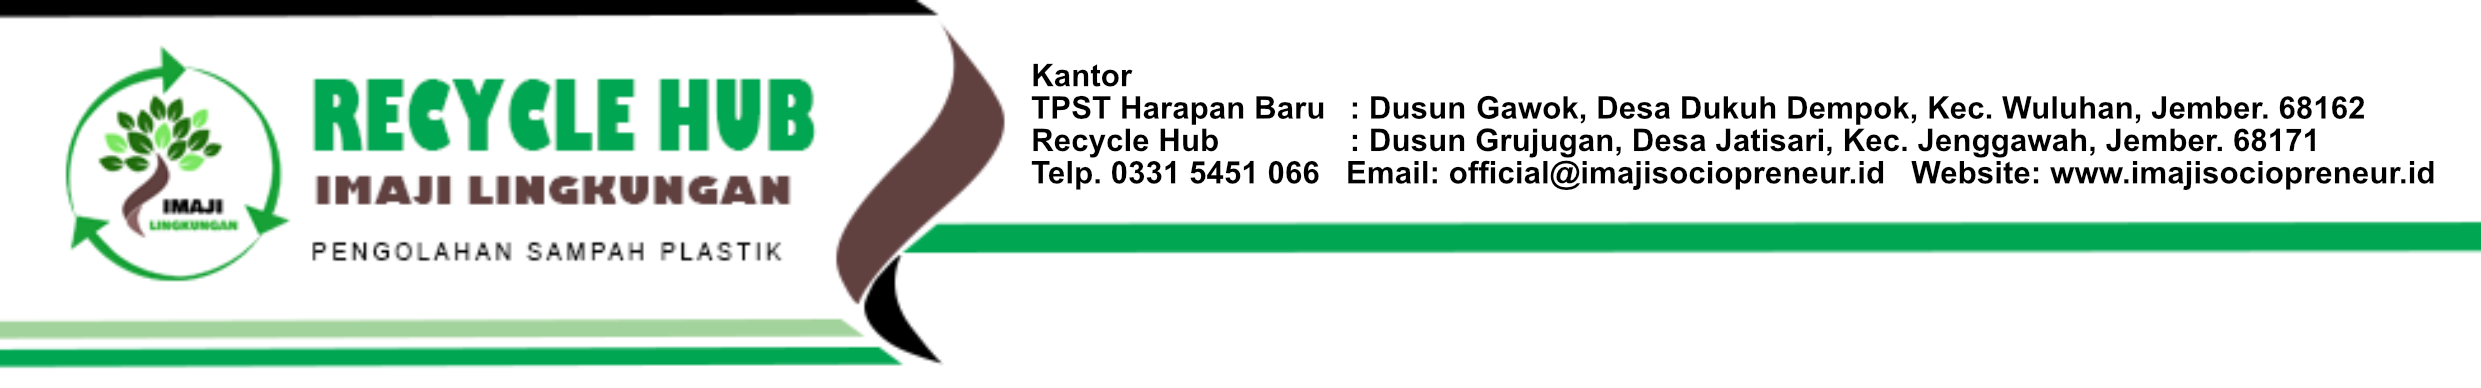 IMAJI
LINGKUNGAN
RECYCLE HUB
IMAJI LINGKUNGAN
PENGOLAHAN SAMPAH PLASTIK
Kantor
TPST Harapan Baru : Dusun Gawok, Desa Dukuh Dempok, Kec. Wuluhan, Jember. 68162
Recycle Hub : Dusun Grujugan, Desa Jatisari, Kec. Jenggawah, Jember. 68171
Telp. 0331 5451 066 Email: official@imajisociopreneur.id Website: www.imajisociopreneur.id